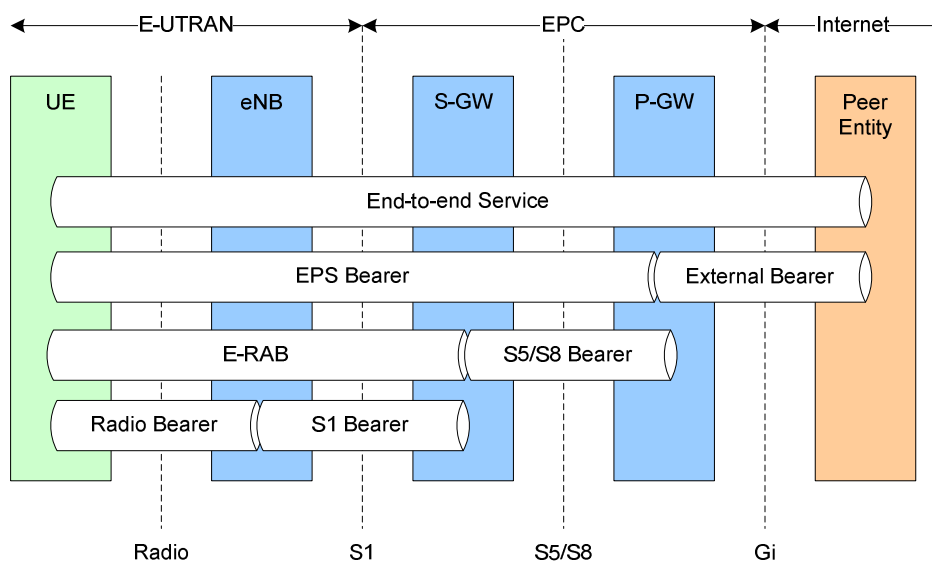 E-UTRAN EPC Internet
UE eNB S-GW P-GW Peer
Entity
End-to-end Service
EPS Bearer External Bearer
E-RAB S5/S8 Bearer
Radio Bearer S1 Bearer
Radio S1 S5/S8 Gi